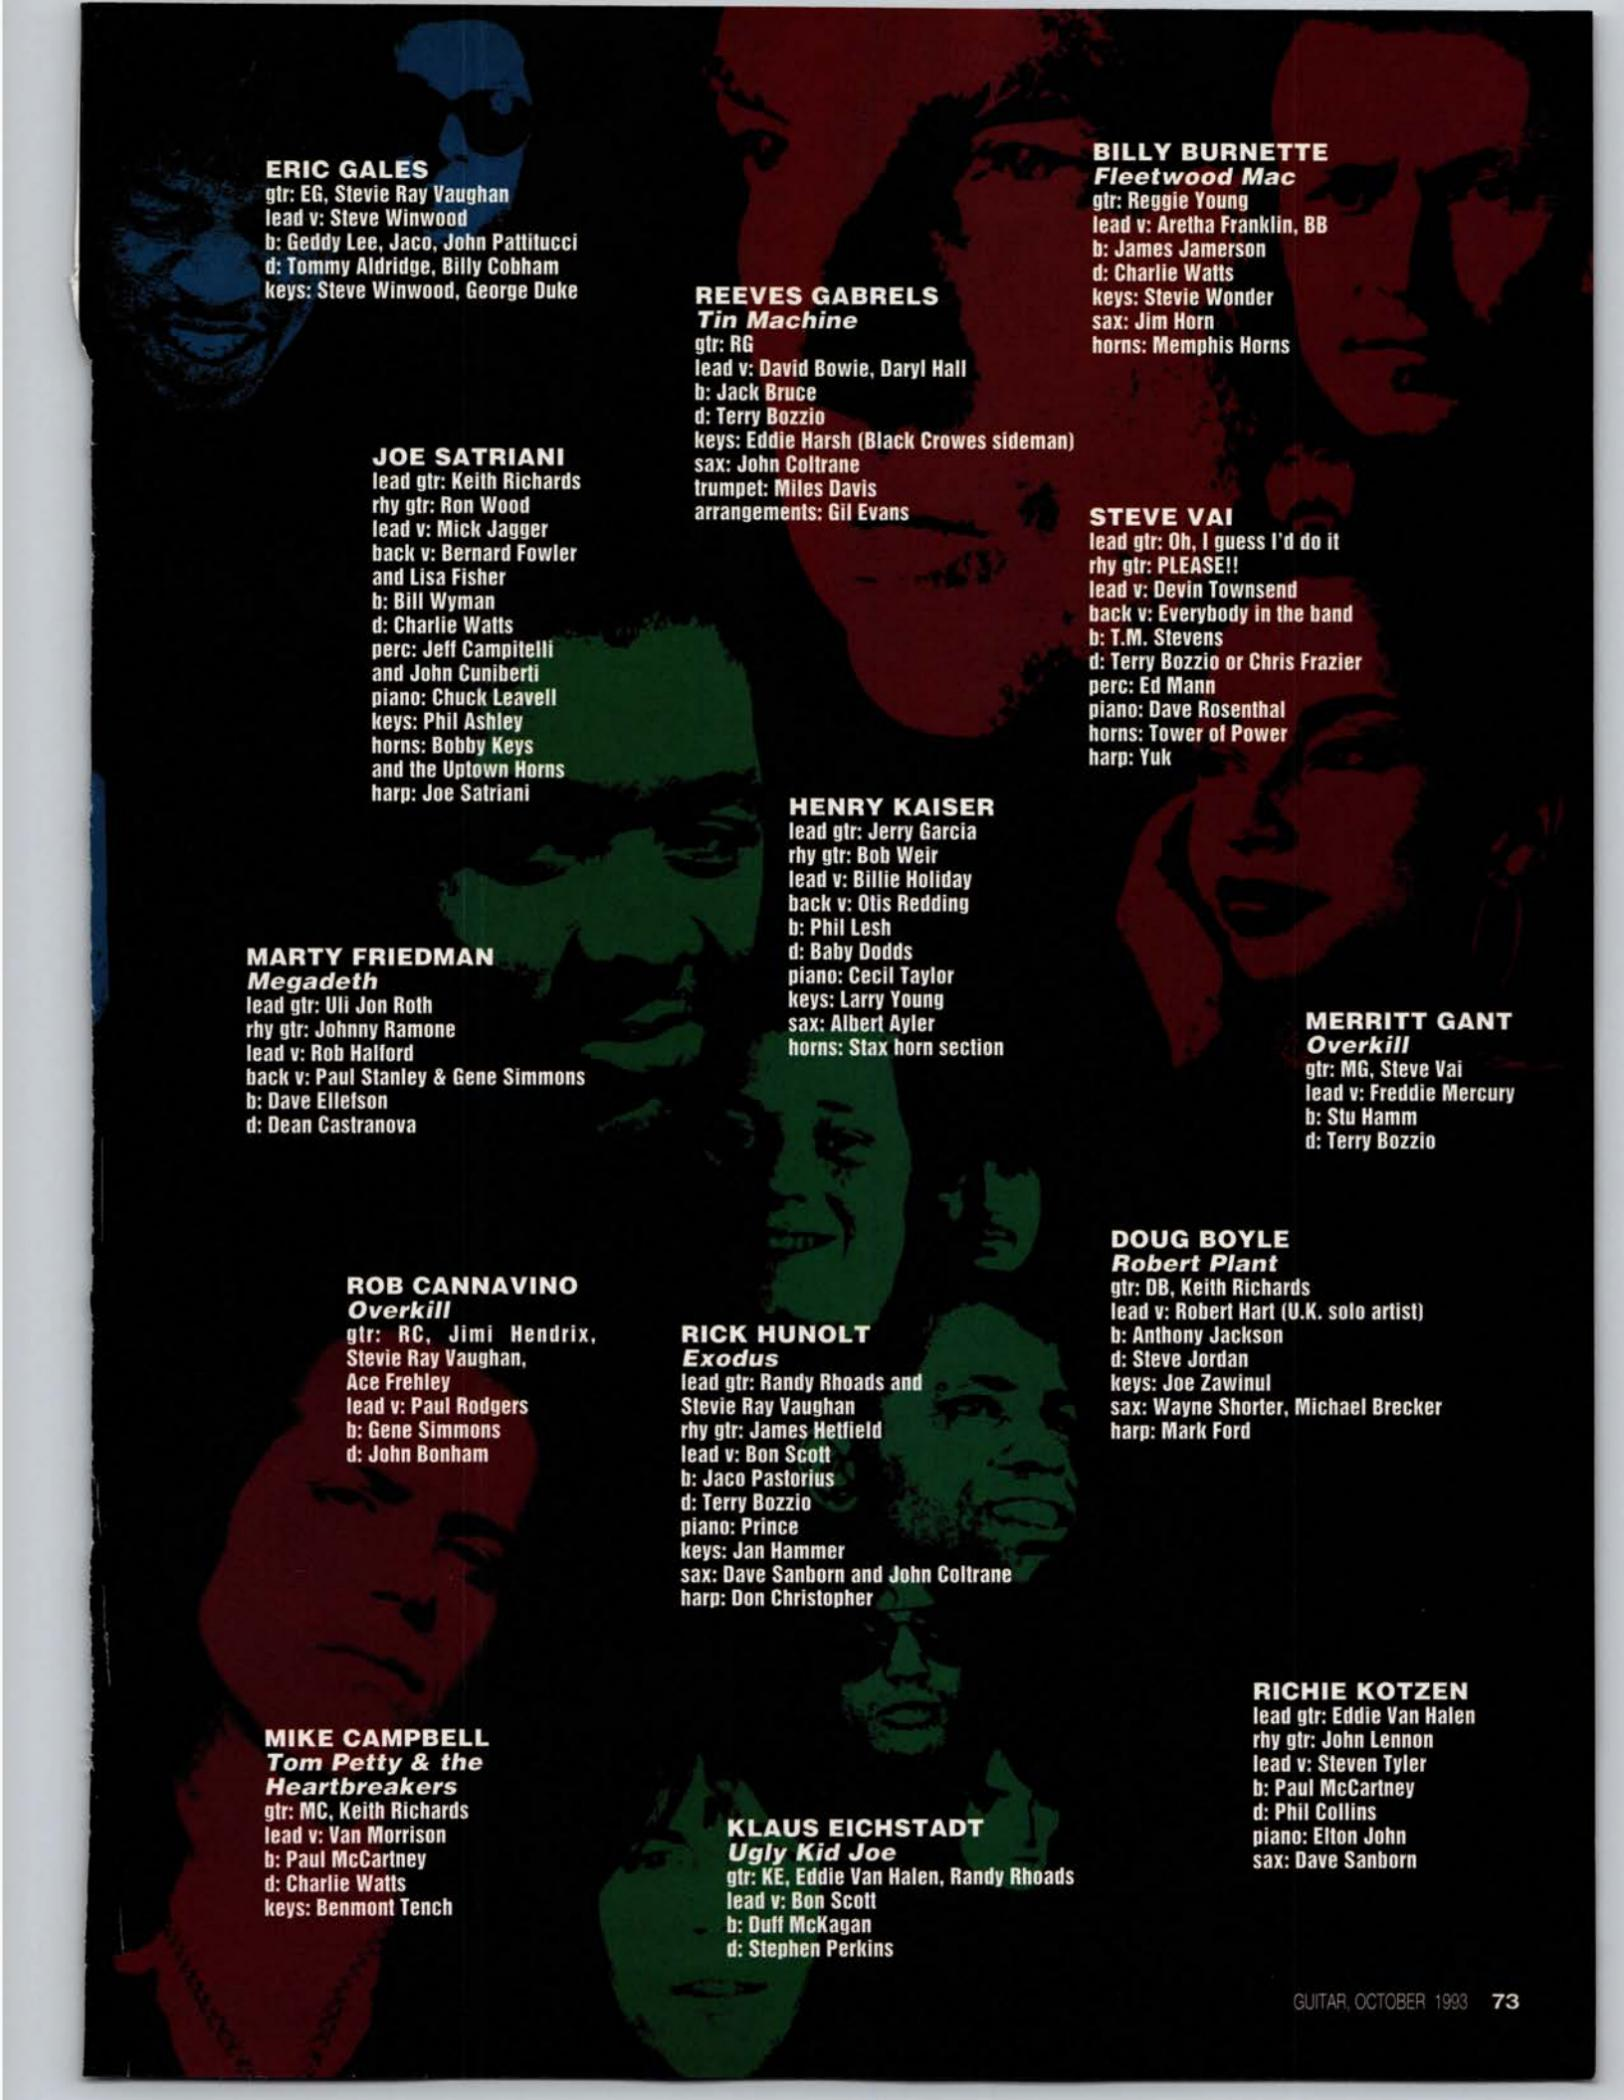 ERIC GALES
gtr: EG, Stevie Ray Vaughan
lead v: Steve Winwood
b: Geddy Lee, Jaco, John Pattitucci
d: Tommy Aldridge, Billy Cobham
keys: Steve Winwood, George Duke
BILLY BURNETTE
Fleetwood Mac
gtr: Reggie Young
lead v: Aretha Franklin, BB
b: James Jamerson
d: Charlie Watts
keys: Stevie Wonder
sax: Jim Horn
horns: Memphis Horns
REEVES GABRELS
Tin Machine
gtr: RG
lead v: David Bowie, Daryl Hall
b: Jack Bruce
d: Terry Bozzio
keys: Eddie Harsh (Black Crowes sideman)
sax: John Coltrane
trumpet: Miles Davis
arrangements: Gil Evans
JOE SATRIANI
lead gtr: Keith Richards
rhy gtr: Ron Wood
lead v: Mick Jagger
back v: Bernard Fowler
and Lisa Fisher
b: Bill Wyman
d: Charlie Watts
perc: Jeff Campitelli
and John Cuniberti
piano: Chuck Leavell
keys: Phil Ashley
horns: Bobby Keys
and the Uptown Horns
harp: Joe Satriani
STEVE VAI
lead gtr: Oh, I guess I'd do it
rhy gtr: PLEASE!!
lead v: Devin Townsend
back v: Everybody in the band
b: T.M. Stevens
d: Terry Bozzio or Chris Frazier
perc: Ed Mann
piano: Dave Rosenthal
horns: Tower of Power
harp: Yuk
HENRY KAISER
lead gtr: Jerry Garcia
rhy gtr: Bob Weir
lead v: Billie Holiday
back v: Otis Redding
b: Phil Lesh
d: Baby Dodds
piano: Cecil Taylor
keys: Larry Young
sax: Albert Ayler
horns: Stax horn section
MARTY FRIEDMAN
Megadeth
lead gtr: Uli Jon Roth
rhy gtr: Johnny Ramone
lead v: Rob Halford
back v: Paul Stanley & Gene Simmons
b: Dave Ellefson
d: Dean Castranova
MERRITT GANT
Overkill
gtr: MG, Steve Vai
lead v: Freddie Mercury
b: Stu Hamm
d: Terry Bozzio
DOUG BOYLE
Robert Plant
gtr: DB, Keith Richards
lead v: Robert Hart (U.K. solo artist)
b: Anthony Jackson
d: Steve Jordan
keys: Joe Zawinul
sax: Wayne Shorter, Michael Brecker
harp: Mark Ford
ROB CANNAVINO
Overkill
gtr: RC, Jimi Hendrix,
Stevie Ray Vaughan,
Ace Frehley
lead v: Paul Rodgers
b: Gene Simmons
d: John Bonham
RICK HUNOLT
Exodus
lead gtr: Randy Rhoads and
Stevie Ray Vaughan
rhy gtr: James Hetfield
lead v: Bon Scott
b: Jaco Pastorius
d: Terry Bozzio
piano: Prince
keys: Jan Hammer
sax: Dave Sanborn and John Coltrane
harp: Don Christopher
RICHIE KOTZEN
lead gtr: Eddie Van Halen
rhy gtr: John Lennon
lead v: Steven Tyler
b: Paul McCartney
d: Phil Collins
piano: Elton John
sax: Dave Sanborn
MIKE CAMPBELL
Tom Petty & the
Heartbreakers
gtr: MC, Keith Richards
lead v: Van Morrison
b: Paul McCartney
d: Charlie Watts
keys: Benmont Tench
KLAUS EICHSTADT
Ugly Kid Joe
gtr: KE, Eddie Van Halen, Randy Rhoads
lead v: Bon Scott
b: Duff McKagan
d: Stephen Perkins
GUITAR, OCTOBER 1993 73